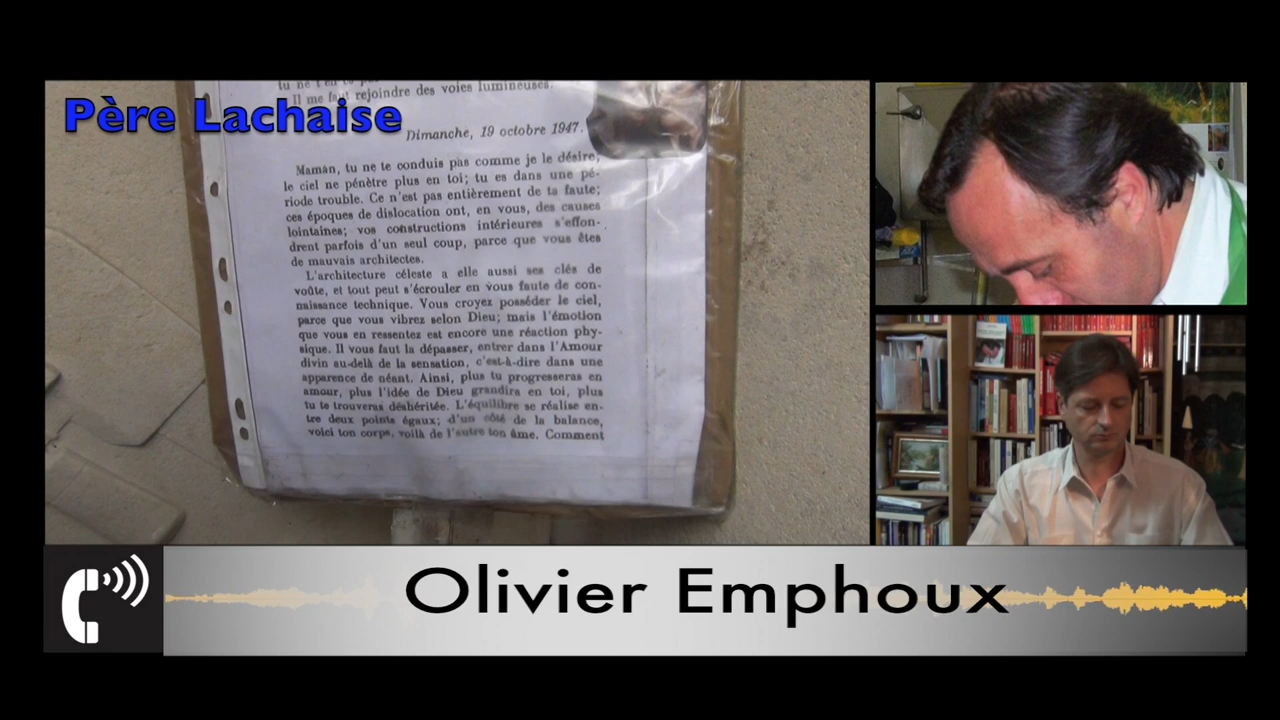 Père Lachaise
Il me faut rejoindre des voies lumineuses.
Dimanche, 19 octobre 1947.
Maman, tu ne te conduis pas comme je le désire,
le ciel ne pénètre plus en toi; tu es dans une pé-
riode trouble. Ce n'est pas entièrement de ta faute;
ces époques de dislocation ont, en vous, des causes
lointaines; vos constructions intérieures s'effon-
drent parfois d'un seul coup, parce que vous êtes
de mauvais architectes.
L'architecture céleste a elle aussi ses clés de
voûte, et tout peut s'écrouler en vous faute de con-
naissance technique. Vous croyez posséder le ciel,
parce que vous vibrez selon Dieu; mais l'émotion
que vous en ressentez est encore une réaction phy-
sique. Il vous faut la dépasser, entrer dans l'Amour
divin au-delà de la sensation, c'est-à-dire dans une
apparence de néant. Ainsi, plus tu progresseras en
amour, plus l'idée de Dieu grandira en toi, plus
tu te trouveras déshéritée. L'équilibre se réalise en-
tre deux points égaux; d'un côté de la balance,
voici ton corps, voilà de l'autre ton âme. Comment
Olivier Emphoux